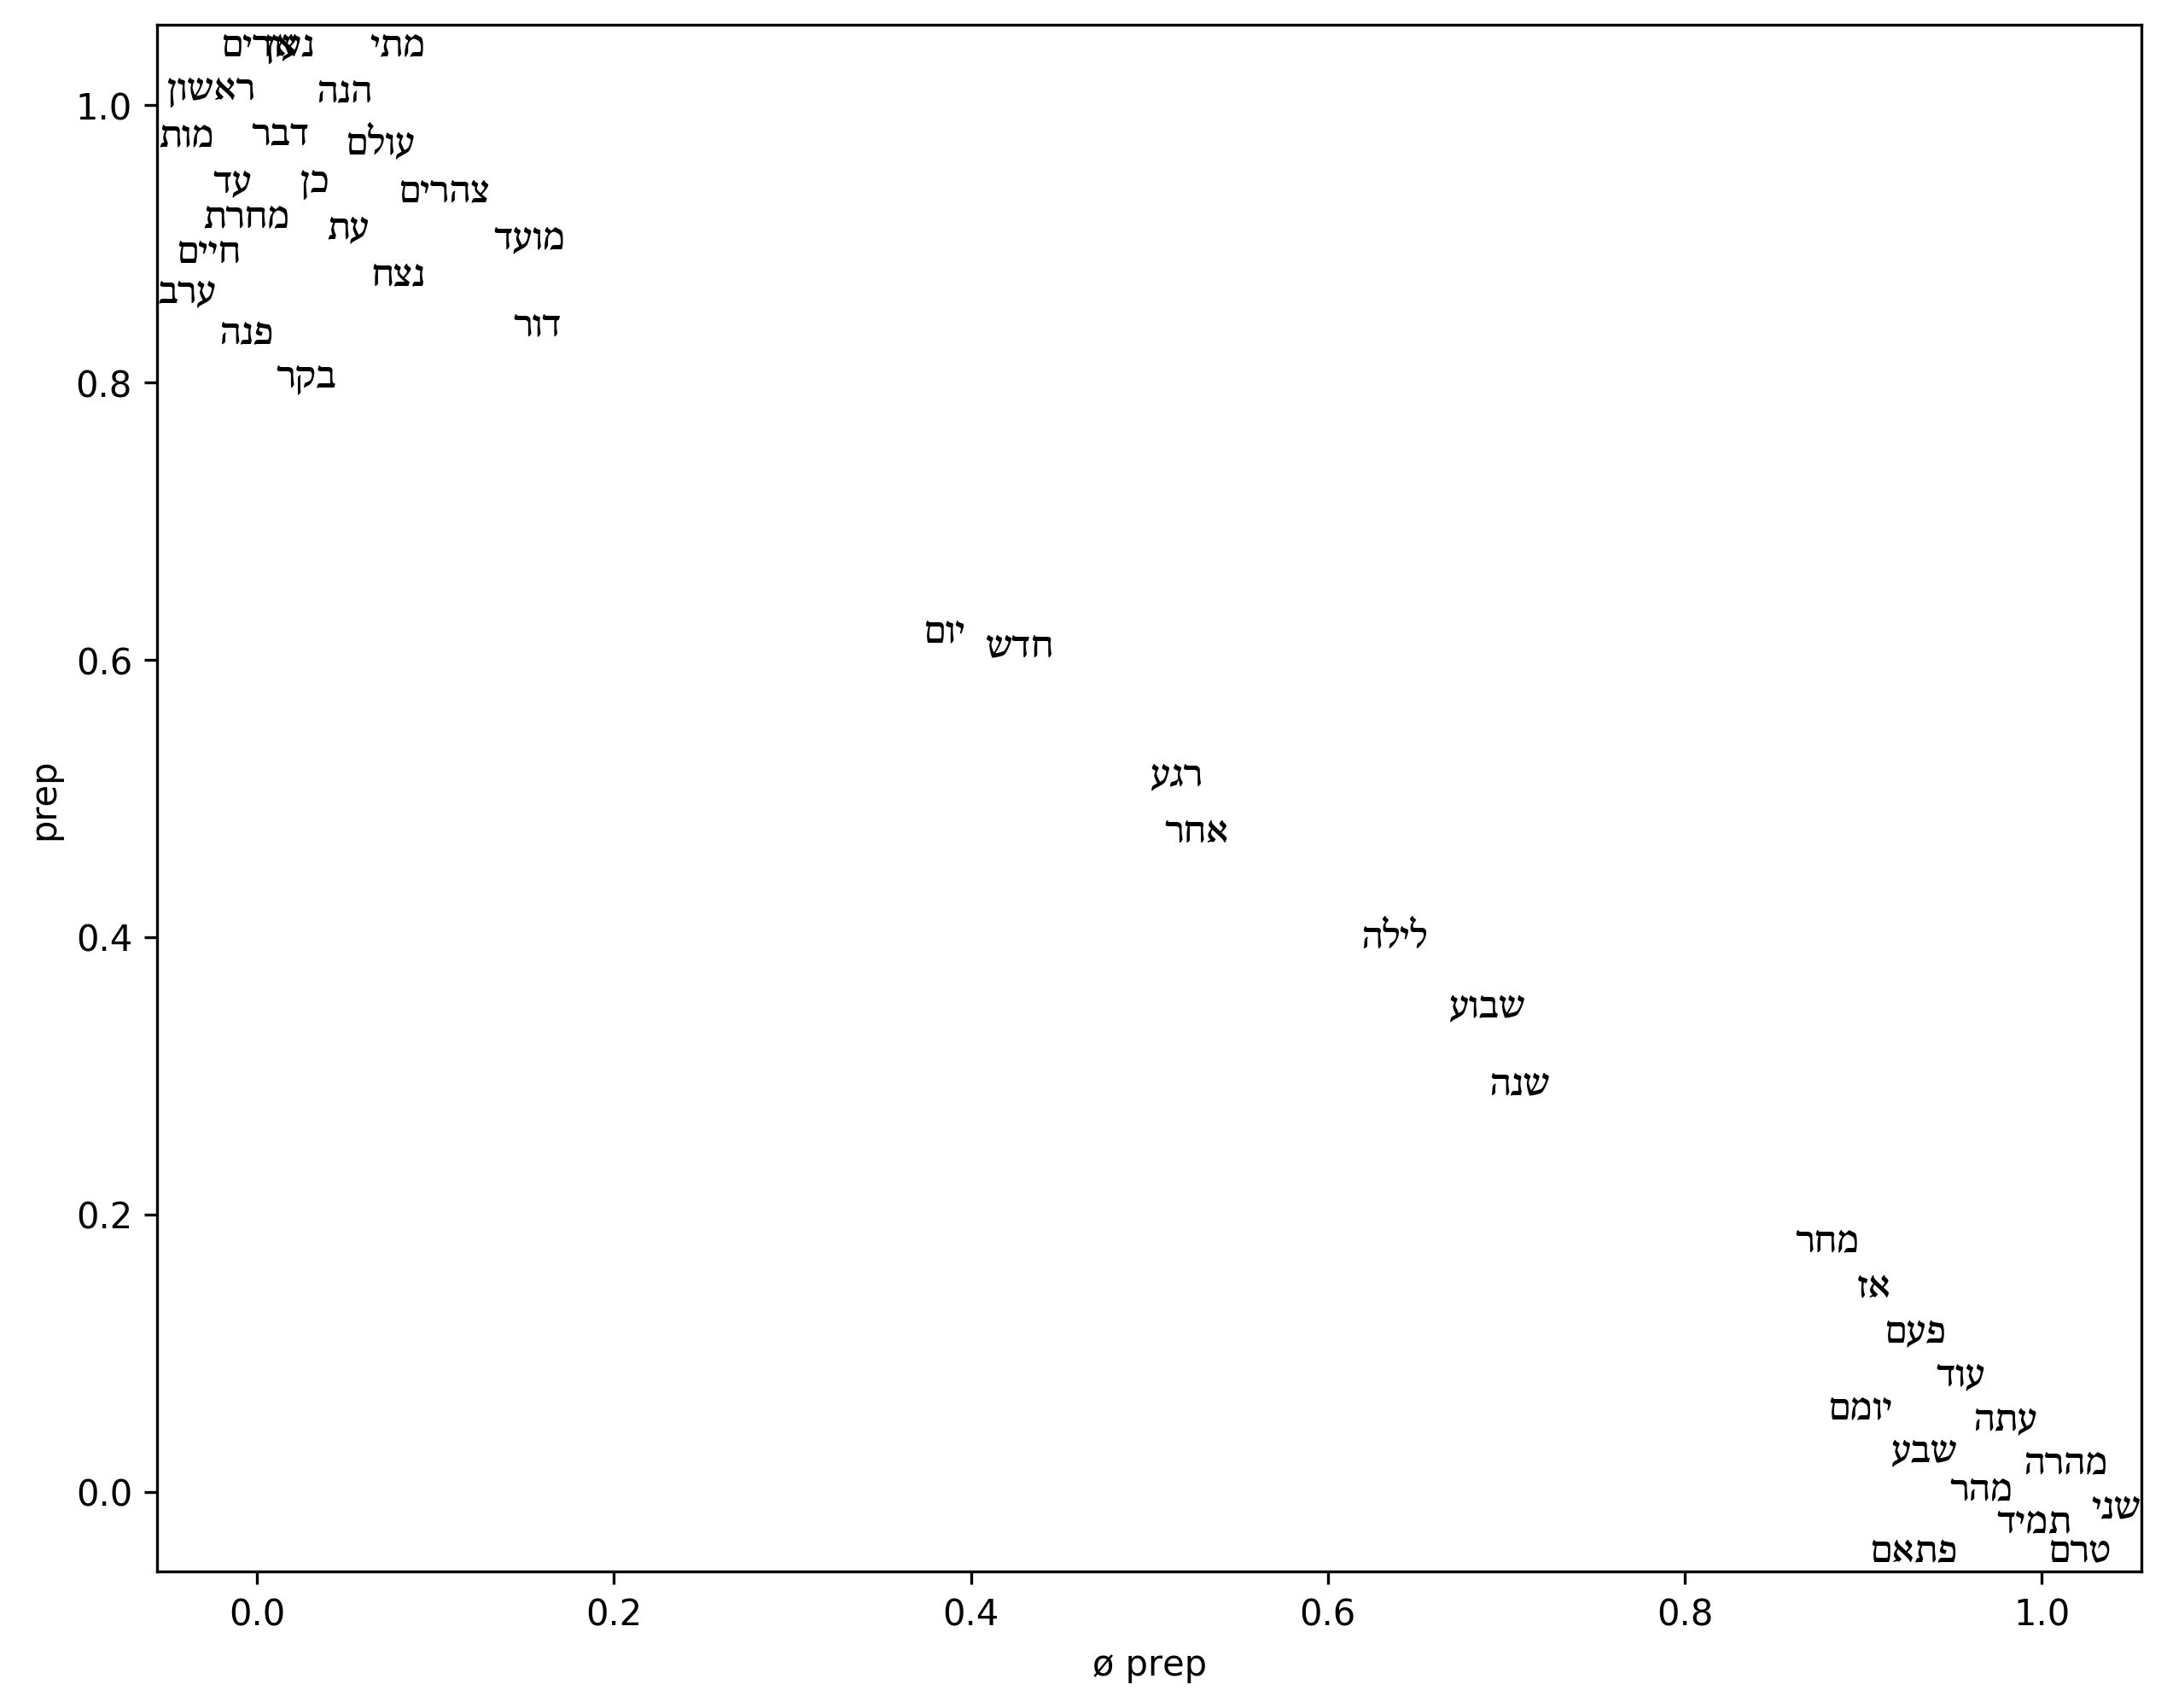 מתי
נעורים
הנה
ראשון
דבר
מות
עולם
עד
כן
צהרים
מחרת
עת
מועד
חיים
נצח
ערב
דור
פנה
בקר
יום
חדש
רגע
אחר
לילה
שבוע
שנה
מחר
אז
פעם
עוד
יומם
עתה
שבע
מהרה
מהר
שני
תמיד
פתאם
טרם
1.0
0.8
0.6
0.4
0.2
0.0
prep
0.0
0.2
0.4
0.6
0.8
1.0
ø prep